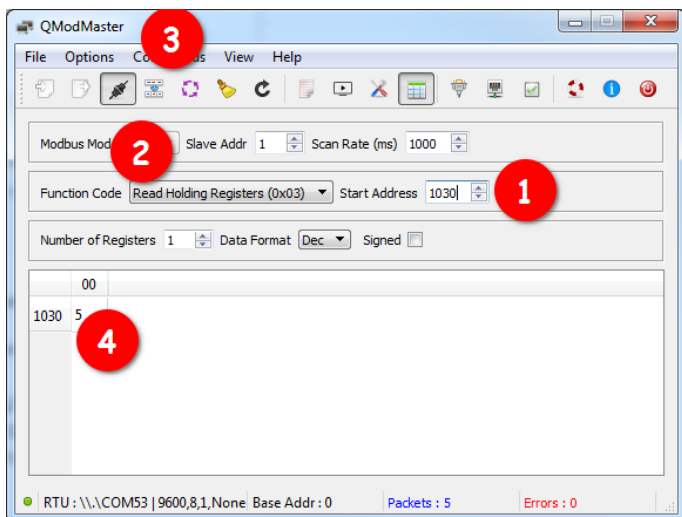 QModMaster
3
File Options Co s View Help
Modbus Mod Slave Addr 1 Scan Rate (ms) 1000
2
Function Code Read Holding Registers (0x03) Start Address 1030
1
Number of Registers 1 Data Format Dec Signed
00
1030 5
4
RTU : \\.\COM53 | 9600,8,1,None Base Addr : 0 Packets : 5 Errors : 0